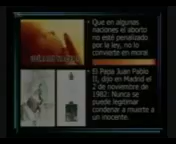 • Que en algunas
naciones el aborto
no esté penalizado
por la ley, no lo
convierte en moral.
• El Papa Juan Pablo
II, dijo en Madrid el
2 de noviembre de
1982: Nunca se
puede legitimar
condenar a muerte a
un inocente.